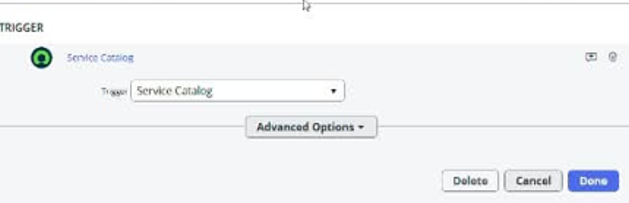 TRIGGER
Service Catalog
Trigger Service Catalog
Advanced Options
Delete Cancel Done